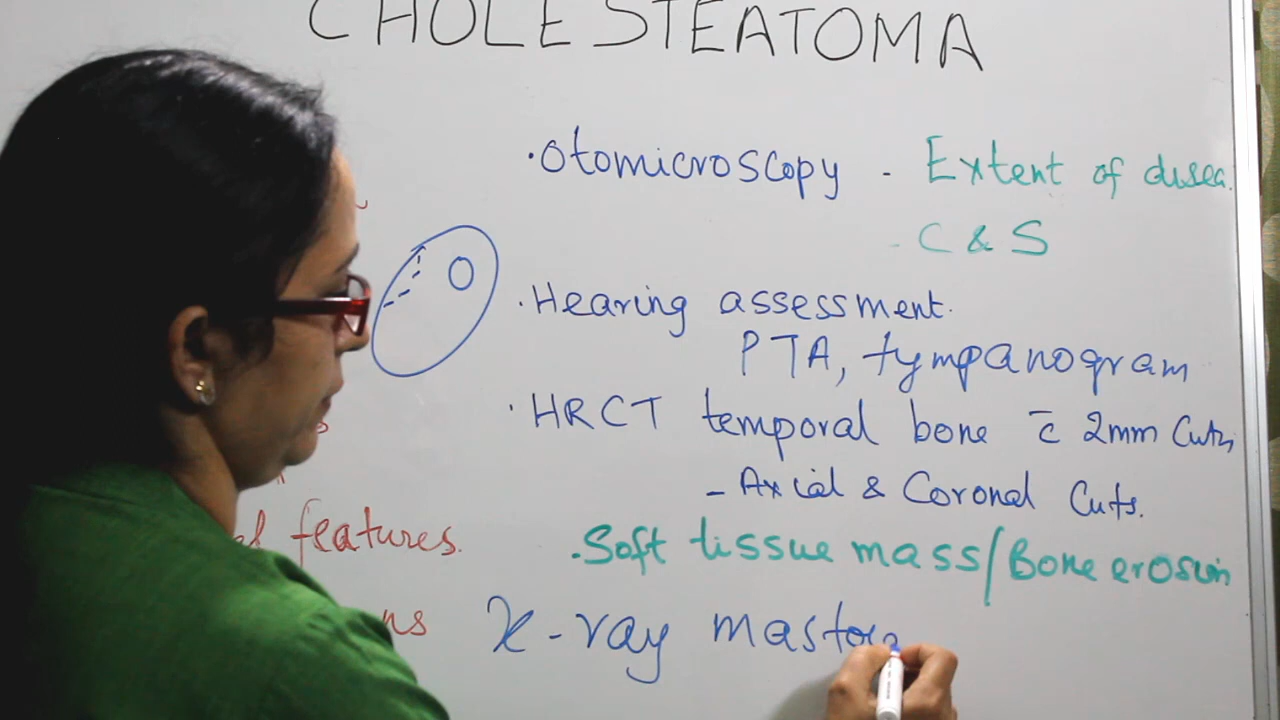 CHOLESTEATOMA
· Otomicroscopy - Extent of disea
- C & S
· Hearing assessment.
PTA, tympanogram
· HRCT temporal bone c̄ 2mm Cuts
- Axial & Coronal Cuts.
features.
· Soft tissue mass/Bone erosion
X-ray masto